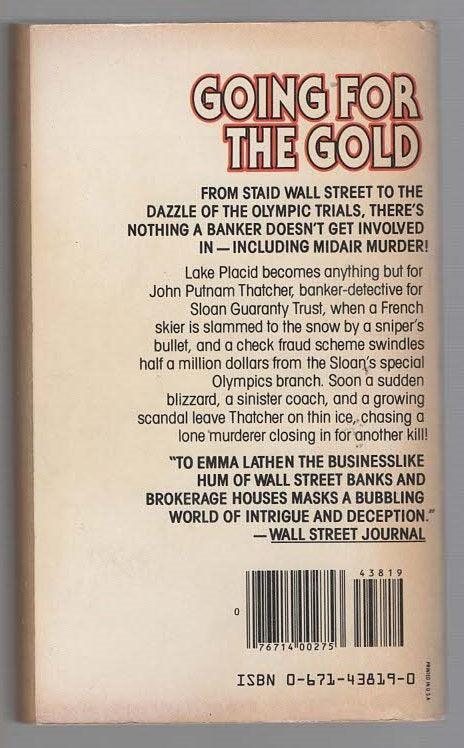 GOING FOR
THE GOLD
FROM STAID WALL STREET TO THE
DAZZLE OF THE OLYMPIC TRIALS, THERE'S
NOTHING A BANKER DOESN'T GET INVOLVED
IN — INCLUDING MIDAIR MURDER!
Lake Placid becomes anything but for
John Putnam Thatcher, banker-detective for
Sloan Guaranty Trust, when a French
skier is slammed to the snow by a sniper's
bullet, and a check fraud scheme swindles
half a million dollars from the Sloan's special
Olympics branch. Soon a sudden
blizzard, a sinister coach, and a growing
scandal leave Thatcher on thin ice, chasing a
lone murderer closing in for another kill!
"TO EMMA LATHEN THE BUSINESSLIKE
HUM OF WALL STREET BANKS AND
BROKERAGE HOUSES MASKS A BUBBLING
WORLD OF INTRIGUE AND DECEPTION."
— WALL STREET JOURNAL
43819
0
76714 00275
ISBN 0-671-43819-0
PRINTED IN U.S.A.